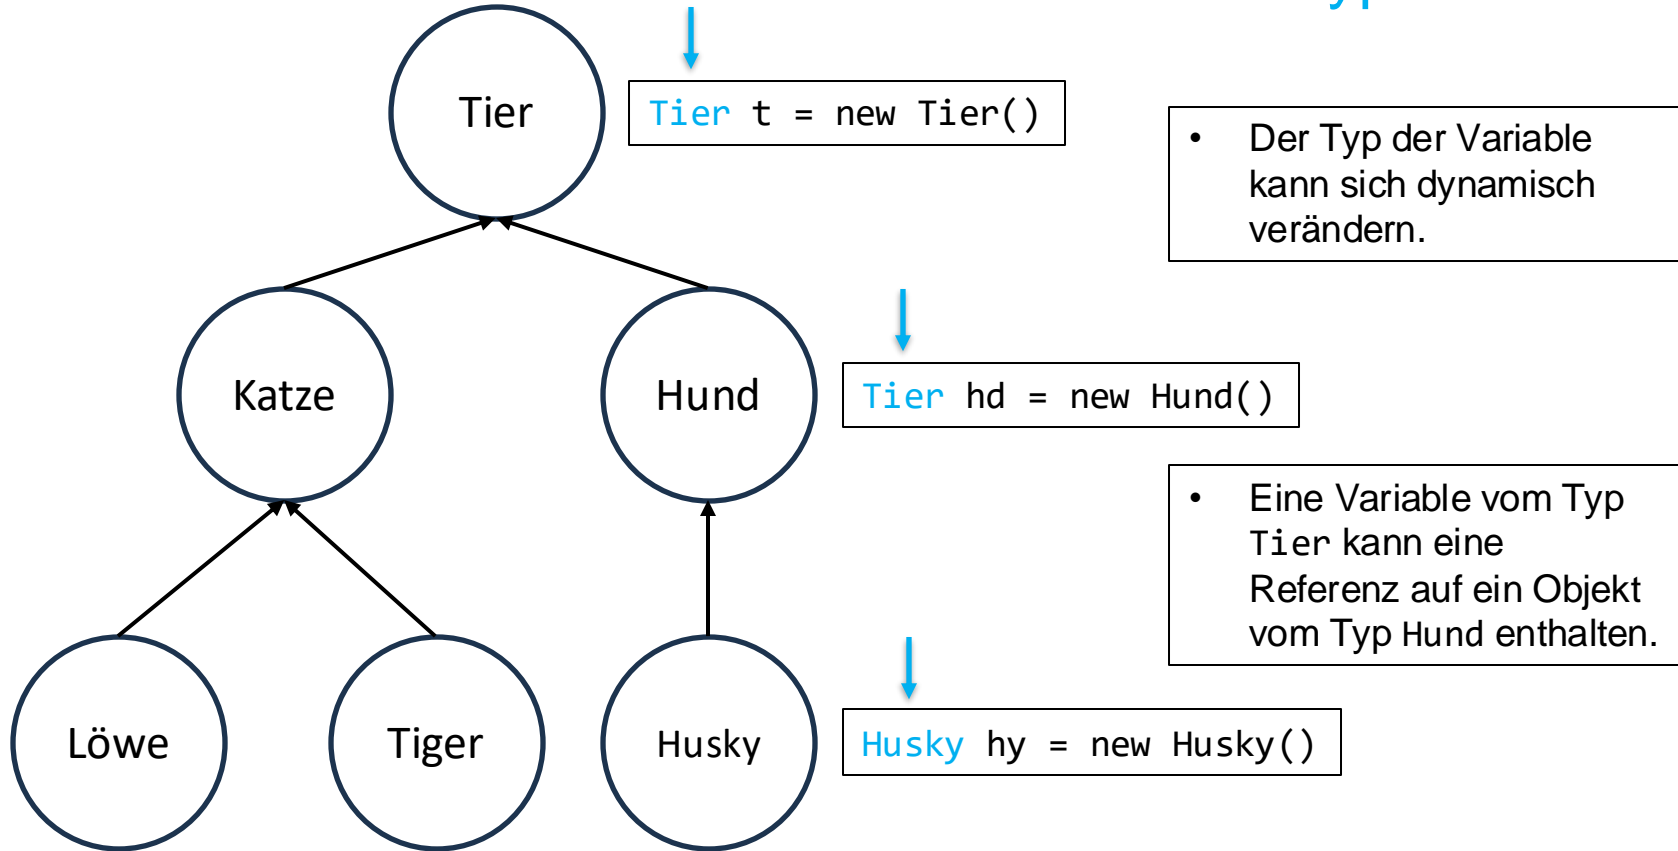 Tier
Tier t = new Tier()
• Der Typ der Variable
kann sich dynamisch
verändern.
Katze
Hund
Tier hd = new Hund()
• Eine Variable vom Typ
Tier kann eine
Referenz auf ein Objekt
vom Typ Hund enthalten.
Löwe
Tiger
Husky
Husky hy = new Husky()